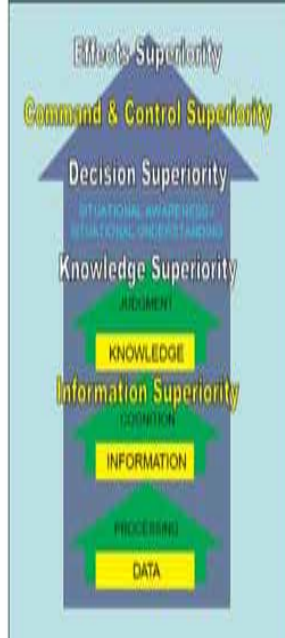 Effects Superiority
Command & Control Superiority
Decision Superiority
SITUATIONAL AWARENESS /
SITUATIONAL UNDERSTANDING
Knowledge Superiority
JUDGMENT
KNOWLEDGE
Information Superiority
COGNITION
INFORMATION
PROCESSING
DATA